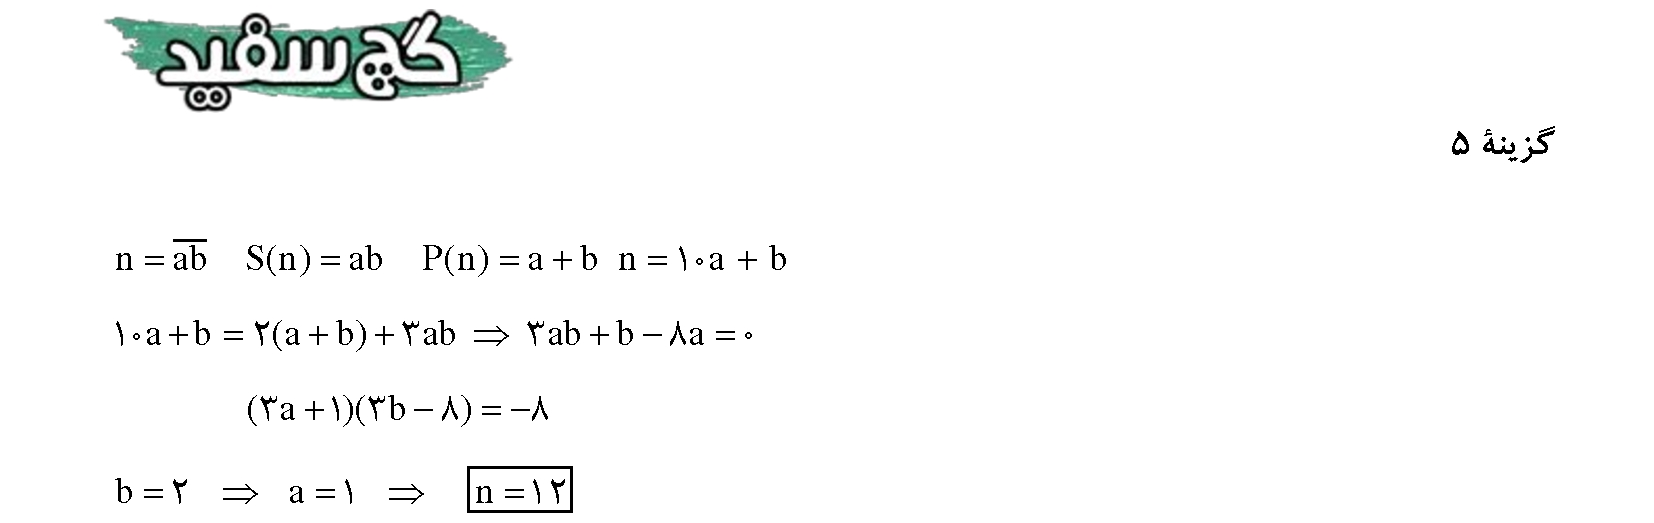 گچ سفید
گزینهٔ ۵
n = \overline{ab}   S(n) = ab   P(n) = a + b   n = ۱۰a + b
۱۰a + b = ۲(a + b) + ۳ab ⇒ ۳ab + b − ۸a = ۰
(۳a + ۱)(۳b − ۸) = −۸
b = ۲ ⇒ a = ۱ ⇒ n = ۱۲